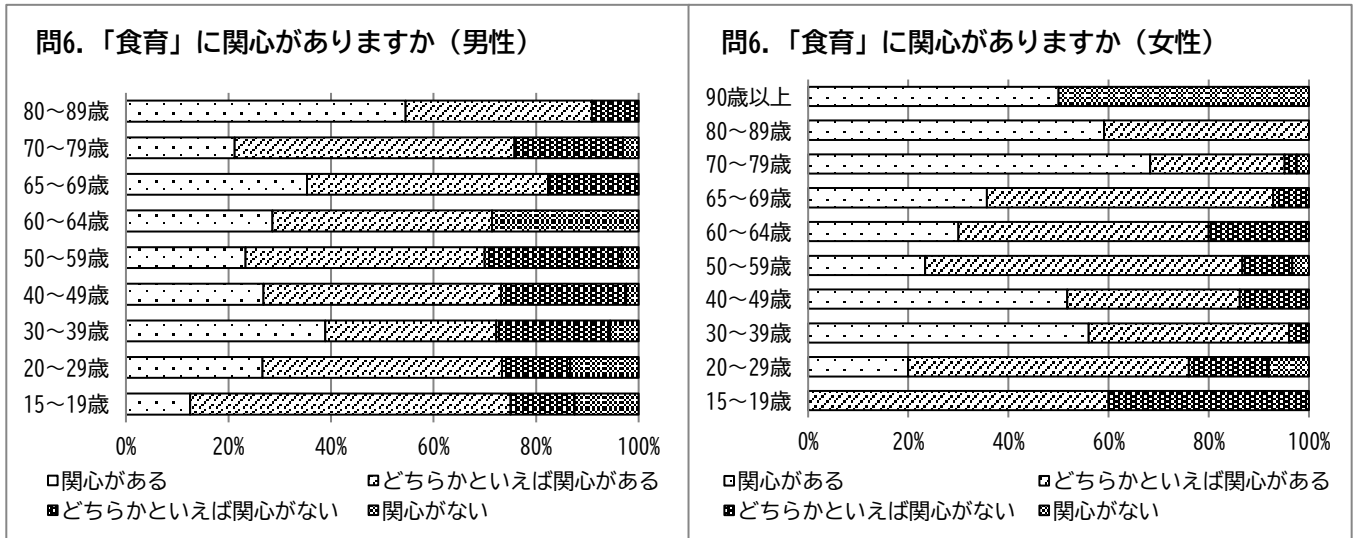 問6.「食育」に関心がありますか（男性）
80～89歳
70～79歳
65～69歳
60～64歳
50～59歳
40～49歳
30～39歳
20～29歳
15～19歳
0% 20% 40% 60% 80% 100%
関心がある どちらかといえば関心がある
どちらかといえば関心がない 関心がない
問6.「食育」に関心がありますか（女性）
90歳以上
80～89歳
70～79歳
65～69歳
60～64歳
50～59歳
40～49歳
30～39歳
20～29歳
15～19歳
0% 20% 40% 60% 80% 100%
関心がある どちらかといえば関心がある
どちらかといえば関心がない 関心がない